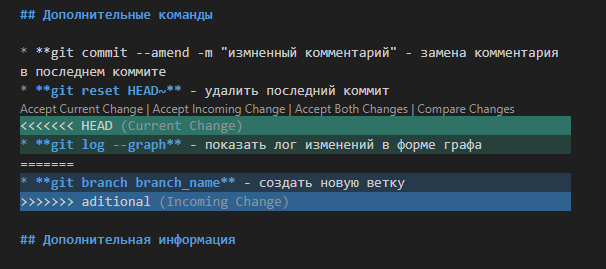 ## Дополнительные команды
* **git commit --amend -m "измненный комментарий" - замена комментария
в последнем коммите
* **git reset HEAD~** - удалить последний коммит
Accept Current Change | Accept Incoming Change | Accept Both Changes | Compare Changes
<<<<<<< HEAD (Current Change)
* **git log --graph** - показать лог изменений в форме графа
=======
* **git branch branch_name** - создать новую ветку
>>>>>>> aditional (Incoming Change)
## Дополнительная информация